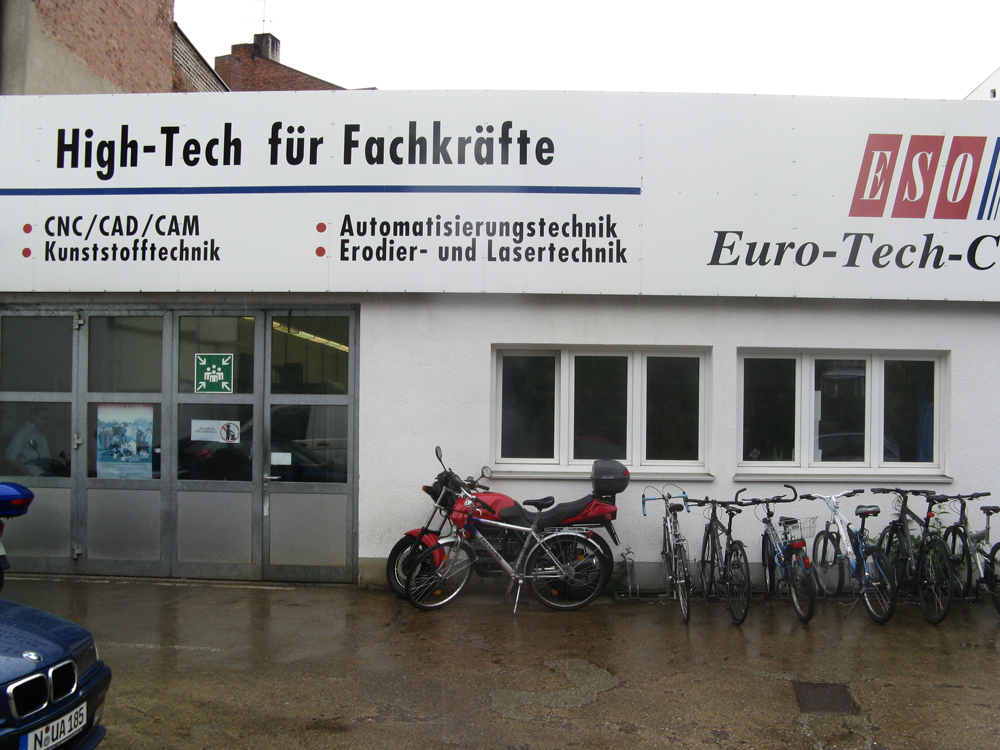 High-Tech für Fachkräfte
CNC/CAD/CAM
Kunststofftechnik
Automatisierungstechnik
Erodier- und Lasertechnik
ESO
Euro-Tech-C
N UA 185